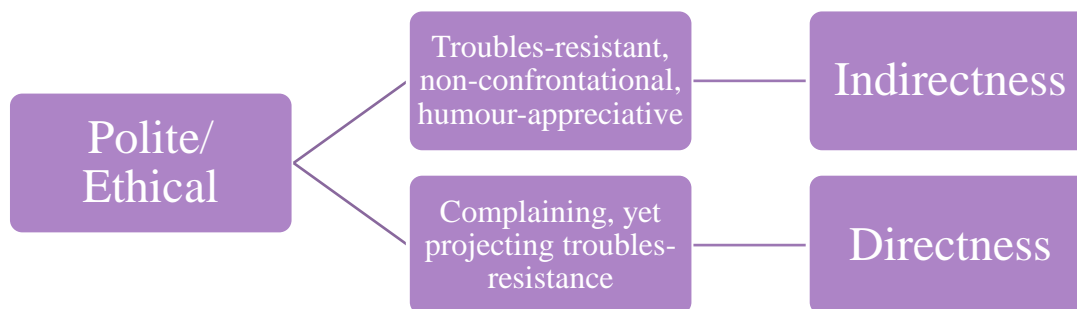 Polite/
Ethical
Troubles-resistant,
non-confrontational,
humour-appreciative
Indirectness
Complaining, yet
projecting troubles-
resistance
Directness